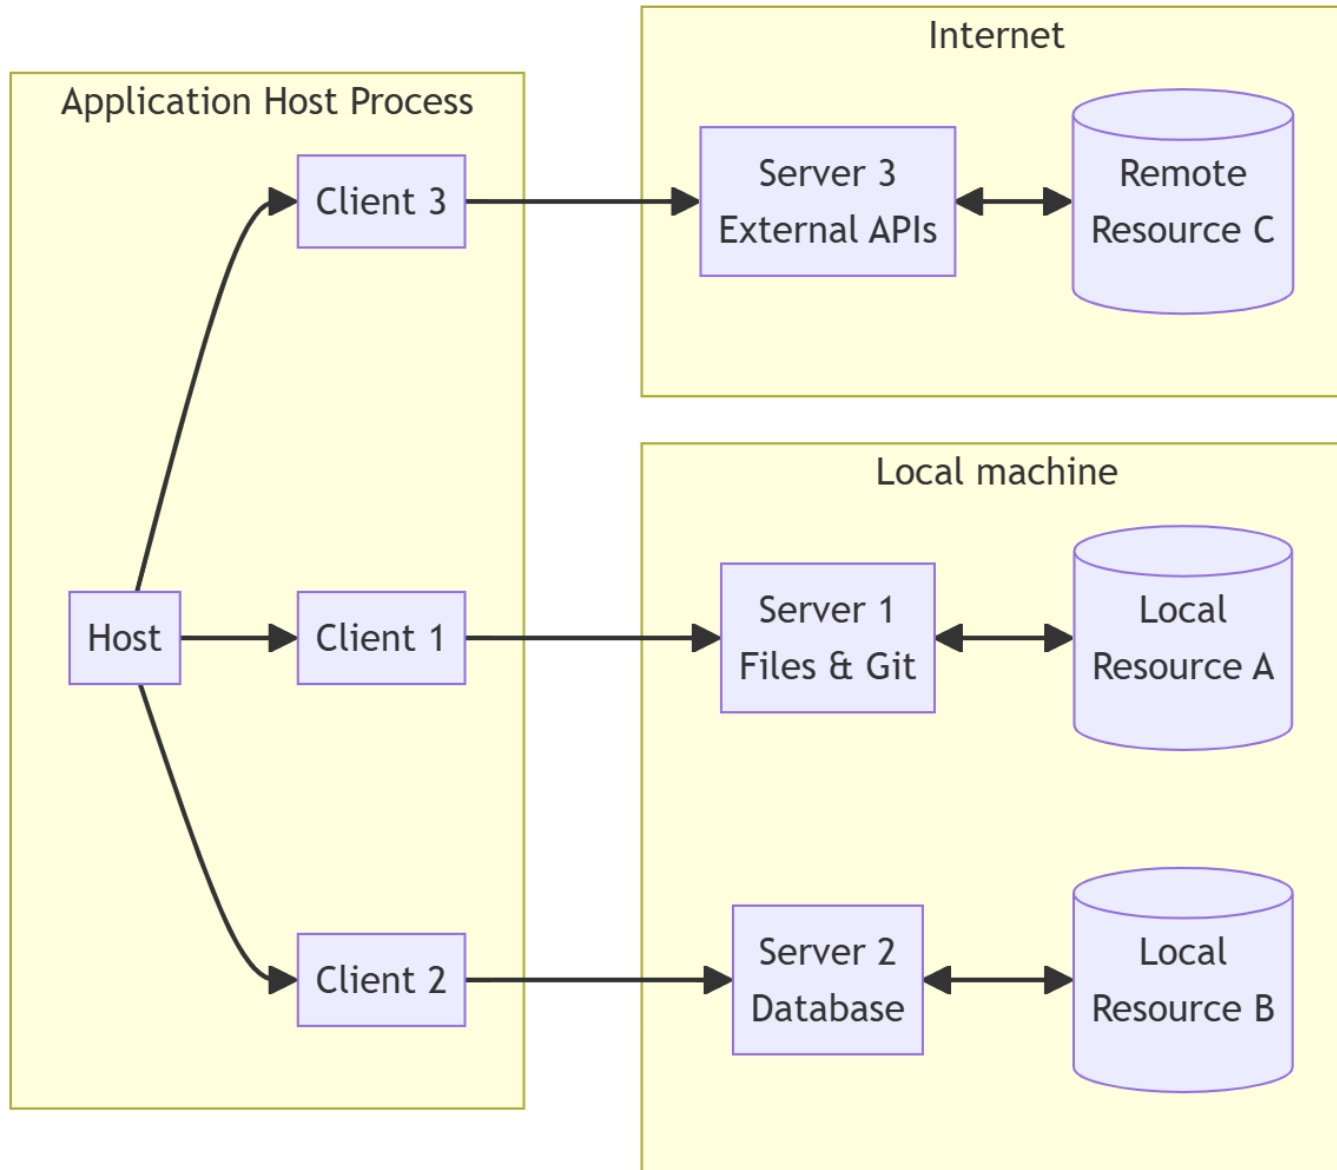 Internet
Application Host Process
Client 3
Server 3
External APIs
Remote
Resource C
Local machine
Host
Client 1
Server 1
Files & Git
Local
Resource A
Client 2
Server 2
Database
Local
Resource B